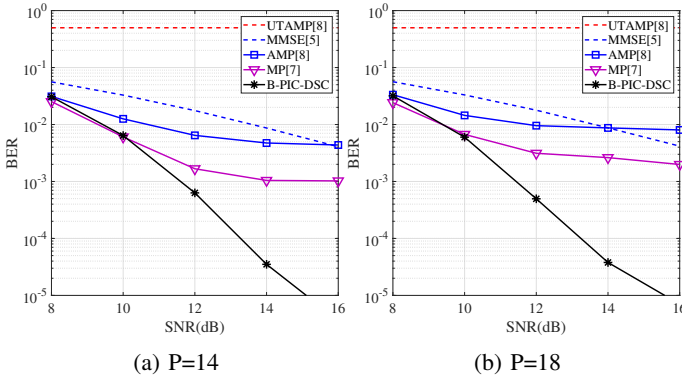 10^0
10^-1
10^-2
10^-3
10^-4
10^-5
BER
8
10
12
14
16
SNR(dB)
UTAMP[8]
MMSE[5]
AMP[8]
MP[7]
B-PIC-DSC
(a) P=14
10^0
10^-1
10^-2
10^-3
10^-4
10^-5
BER
8
10
12
14
16
SNR(dB)
UTAMP[8]
MMSE[5]
AMP[8]
MP[7]
B-PIC-DSC
(b) P=18